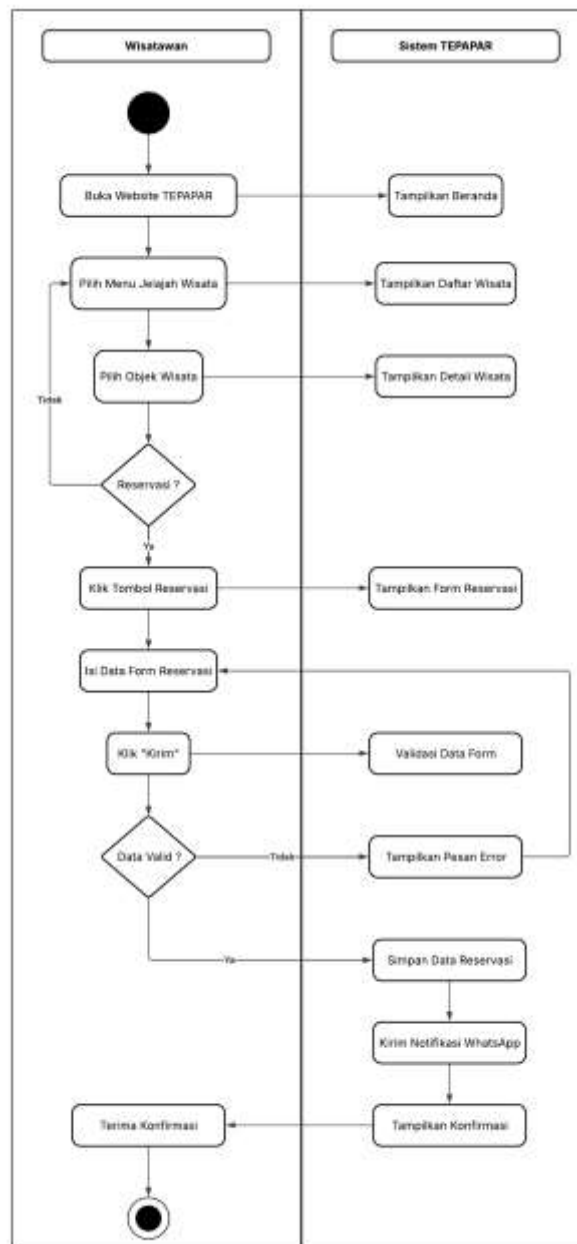 Wisatawan
Sistem TEPAPAR
Buka Website TEPAPAR
Tampilkan Beranda
Pilih Menu Jelajah Wisata
Tampilkan Daftar Wisata
Pilih Objek Wisata
Tampilkan Detail Wisata
Tidak
Reservasi ?
Ya
Klik Tombol Reservasi
Tampilkan Form Reservasi
Isi Data Form Reservasi
Klik "Kirim"
Validasi Data Form
Data Valid ?
Tidak
Tampilkan Pesan Error
Ya
Simpan Data Reservasi
Kirim Notifikasi WhatsApp
Terima Konfirmasi
Tampilkan Konfirmasi